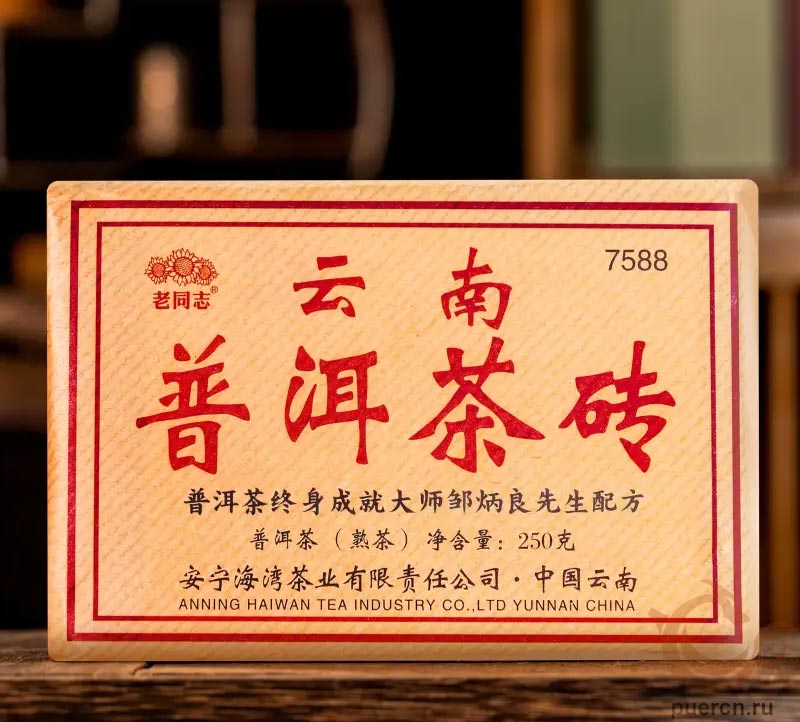 老同志®
7588
云南
普洱茶砖
普洱茶终身成就大师邹炳良先生配方
普洱茶（熟茶）净含量：250克
安宁海湾茶业有限责任公司·中国云南
ANNING HAIWAN TEA INDUSTRY CO.,LTD YUNNAN CHINA
puercn.ru